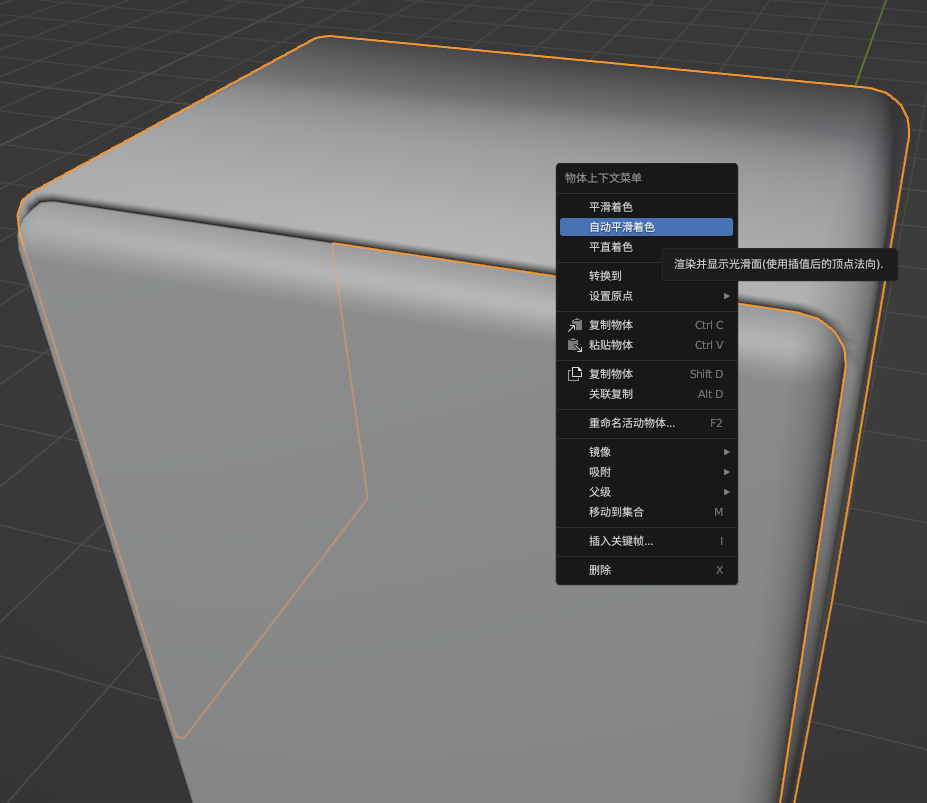 物体上下文菜单
平滑着色
自动平滑着色
平直着色
渲染并显示光滑面(使用插值后的顶点法向).
转换到
设置原点
复制物体 Ctrl C
粘贴物体 Ctrl V
复制物体 Shift D
关联复制 Alt D
重命名活动物体... F2
镜像
吸附
父级
移动到集合 M
插入关键帧... I
删除 X